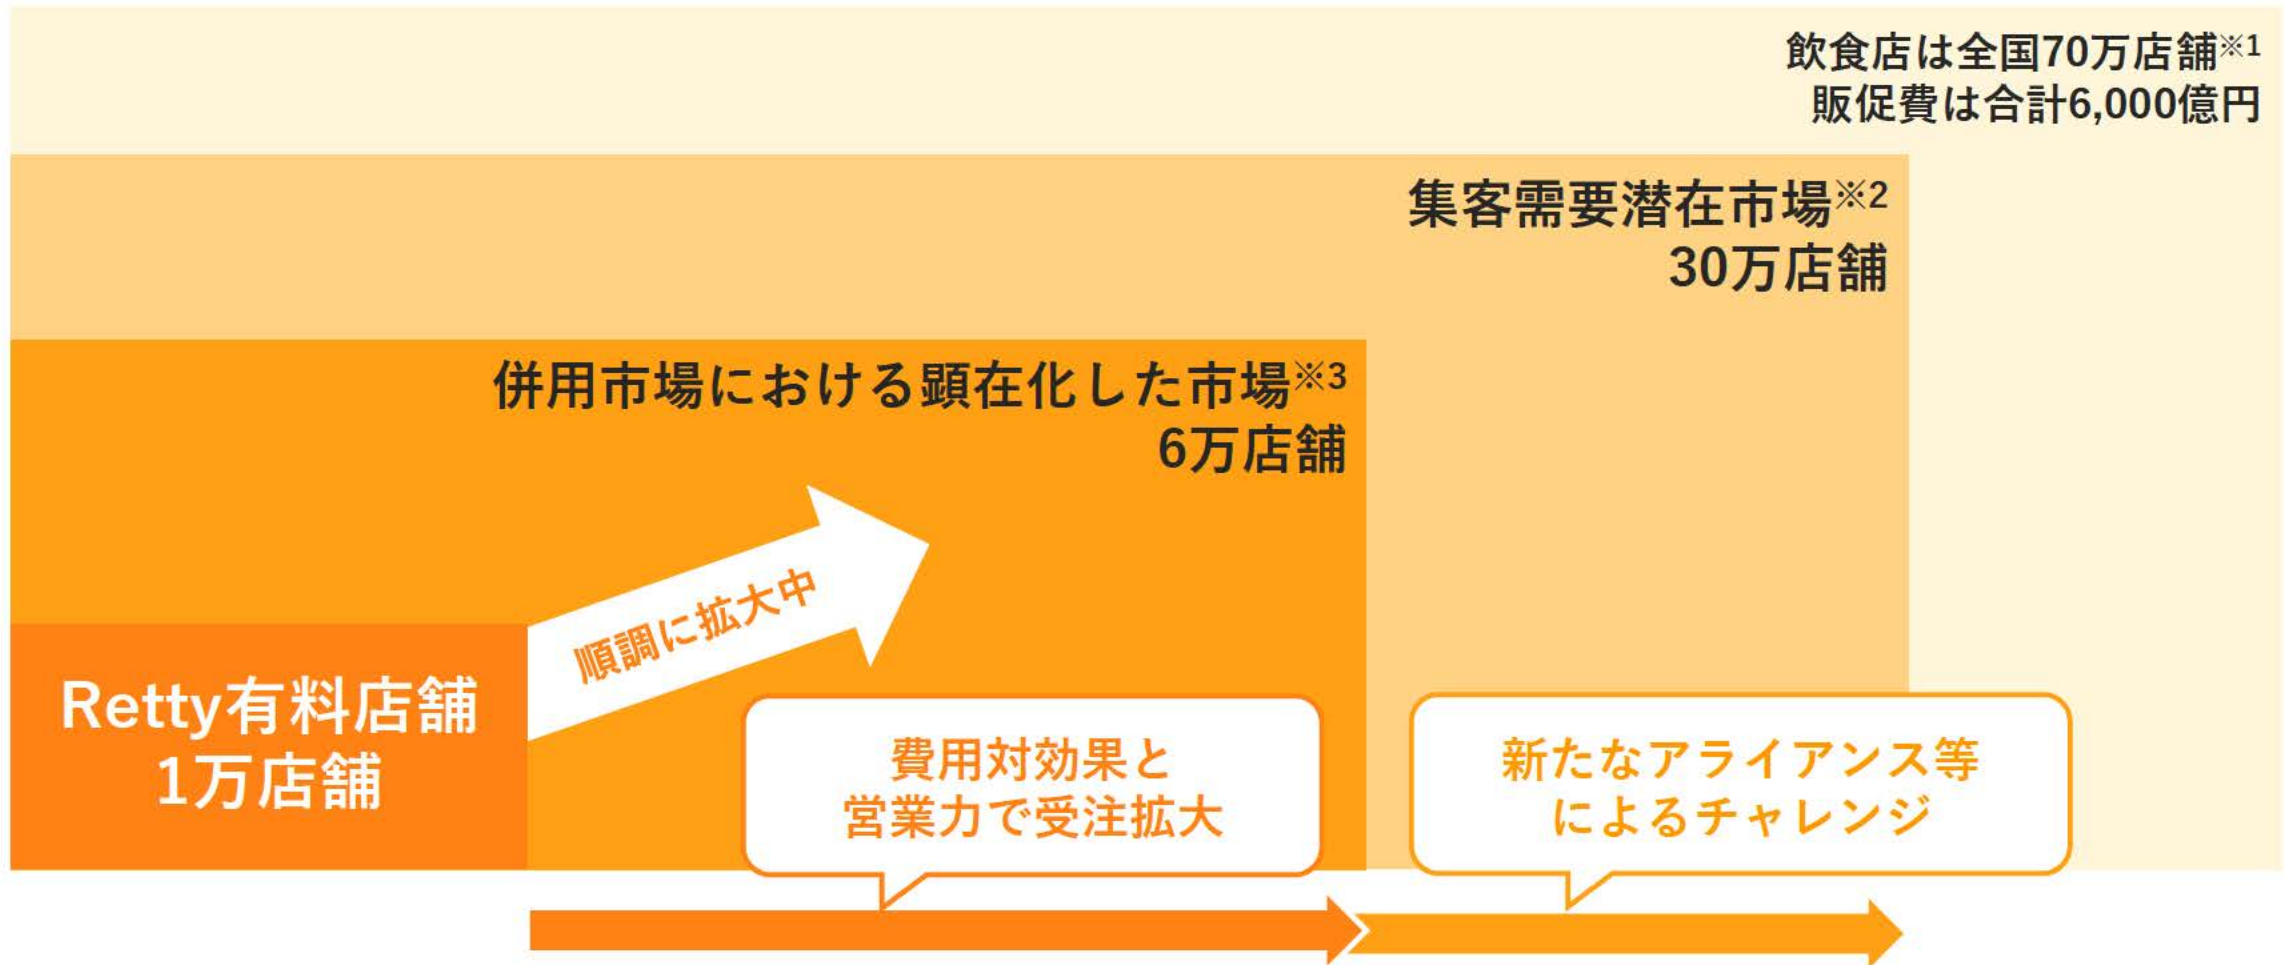 飲食店は全国70万店舗※1
販促費は合計6,000億円
集客需要潜在市場※2
30万店舗
併用市場における顕在化した市場※3
6万店舗
順調に拡大中
Retty有料店舗
1万店舗
費用対効果と
営業力で受注拡大
新たなアライアンス等
によるチャレンジ